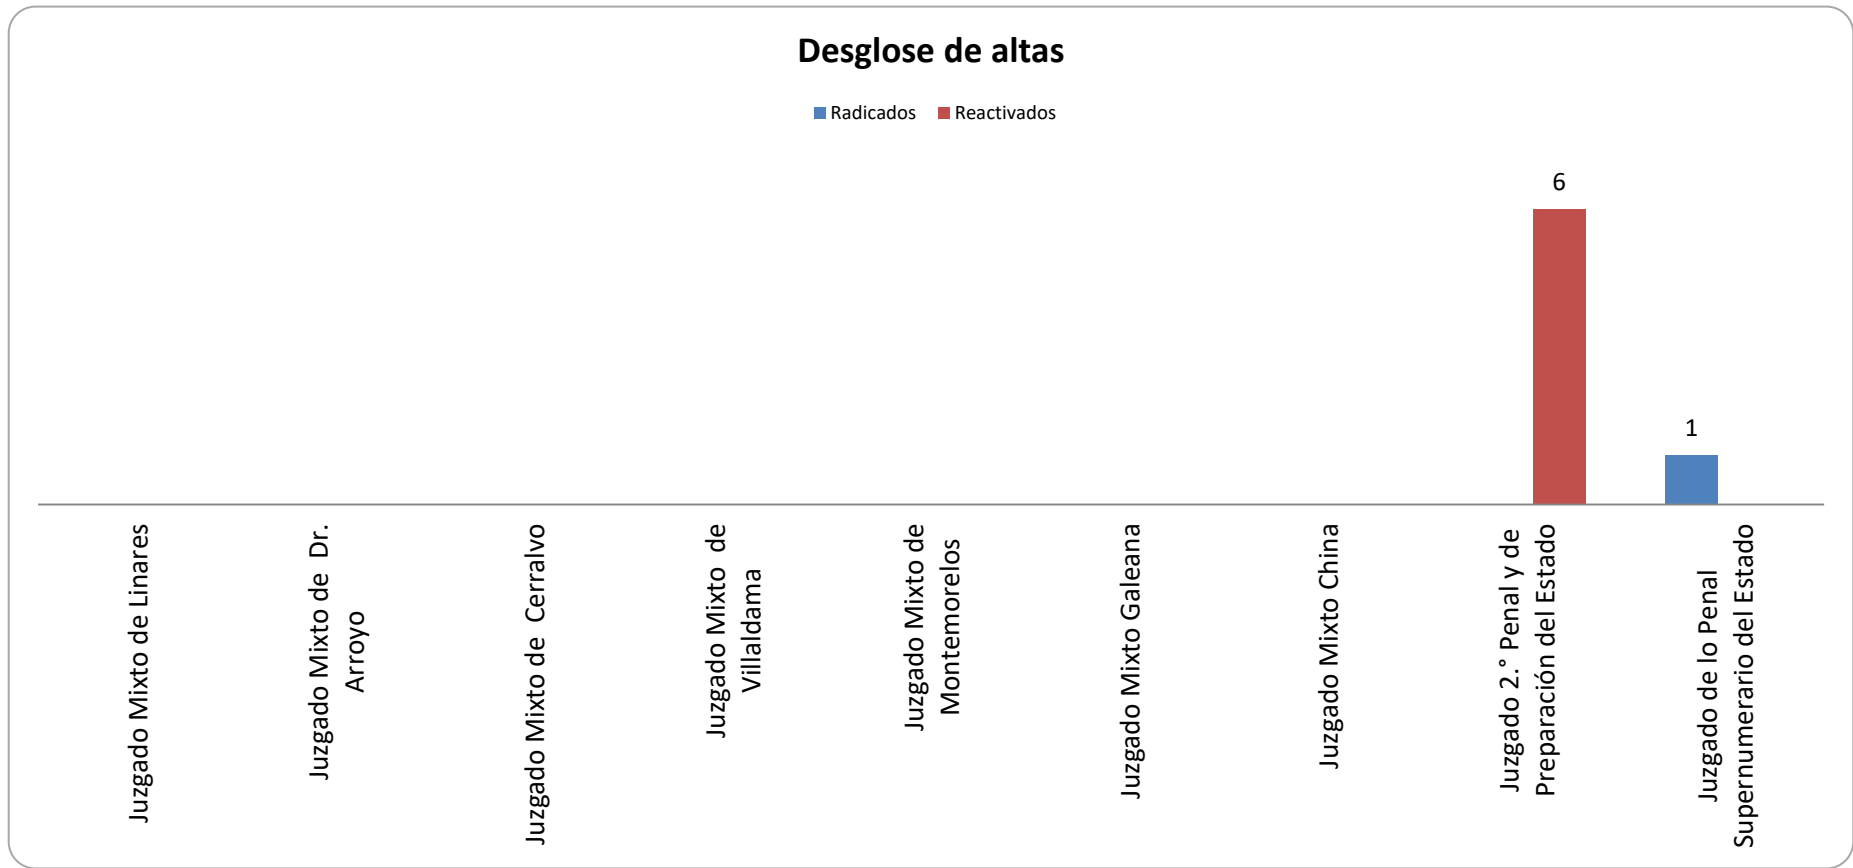 Desglose de altas
Radicados Reactivados
6
1
Juzgado Mixto de Linares
Juzgado Mixto de Dr.
Arroyo
Juzgado Mixto de Cerralvo
Juzgado Mixto de
Villaldama
Juzgado Mixto de
Montemorelos
Juzgado Mixto Galeana
Juzgado Mixto China
Juzgado 2.° Penal y de
Preparación del Estado
Juzgado de lo Penal
Supernumerario del Estado